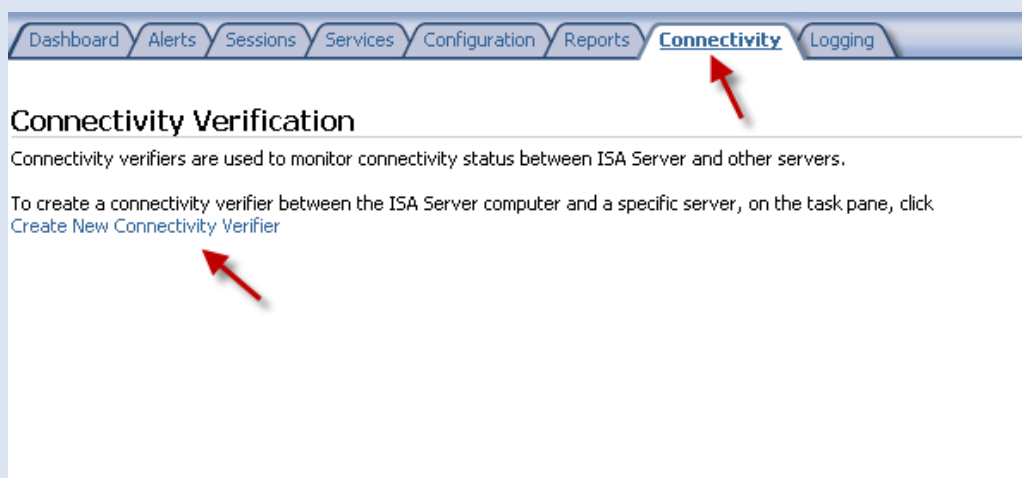 Dashboard Alerts Sessions Services Configuration Reports Connectivity Logging
Connectivity Verification
Connectivity verifiers are used to monitor connectivity status between ISA Server and other servers.
To create a connectivity verifier between the ISA Server computer and a specific server, on the task pane, click
Create New Connectivity Verifier